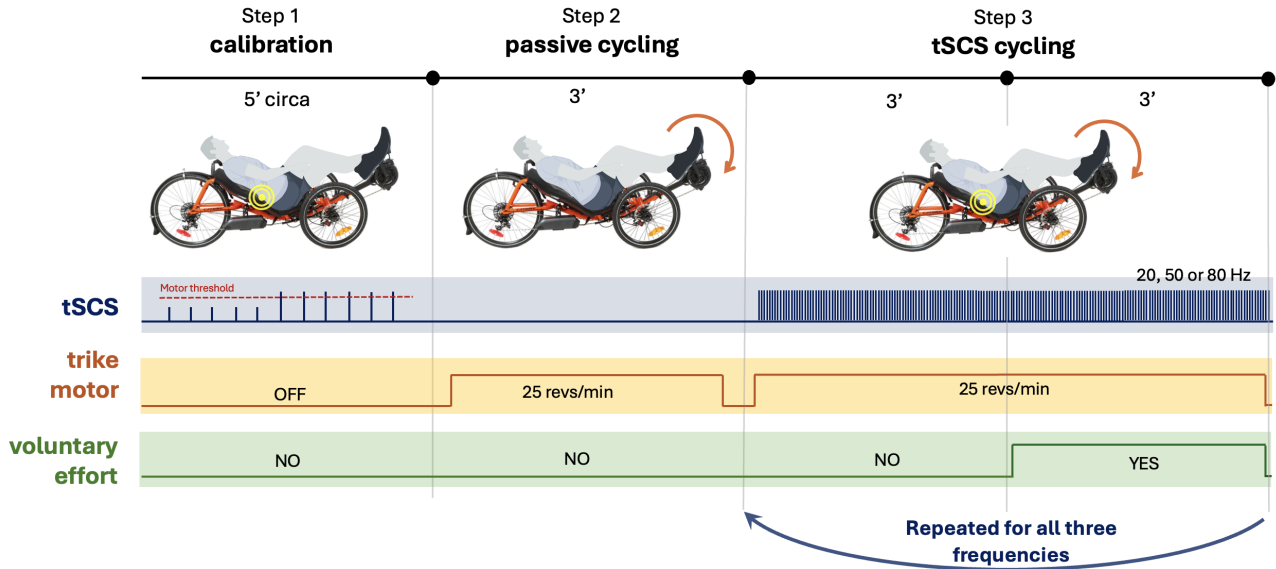 Step 1
calibration
Step 2
passive cycling
Step 3
tSCS cycling
5’ circa
3’
3’
3’
tSCS
Motor threshold
20, 50 or 80 Hz
trike
motor
OFF
25 revs/min
25 revs/min
voluntary
effort
NO
NO
NO
YES
Repeated for all three
frequencies